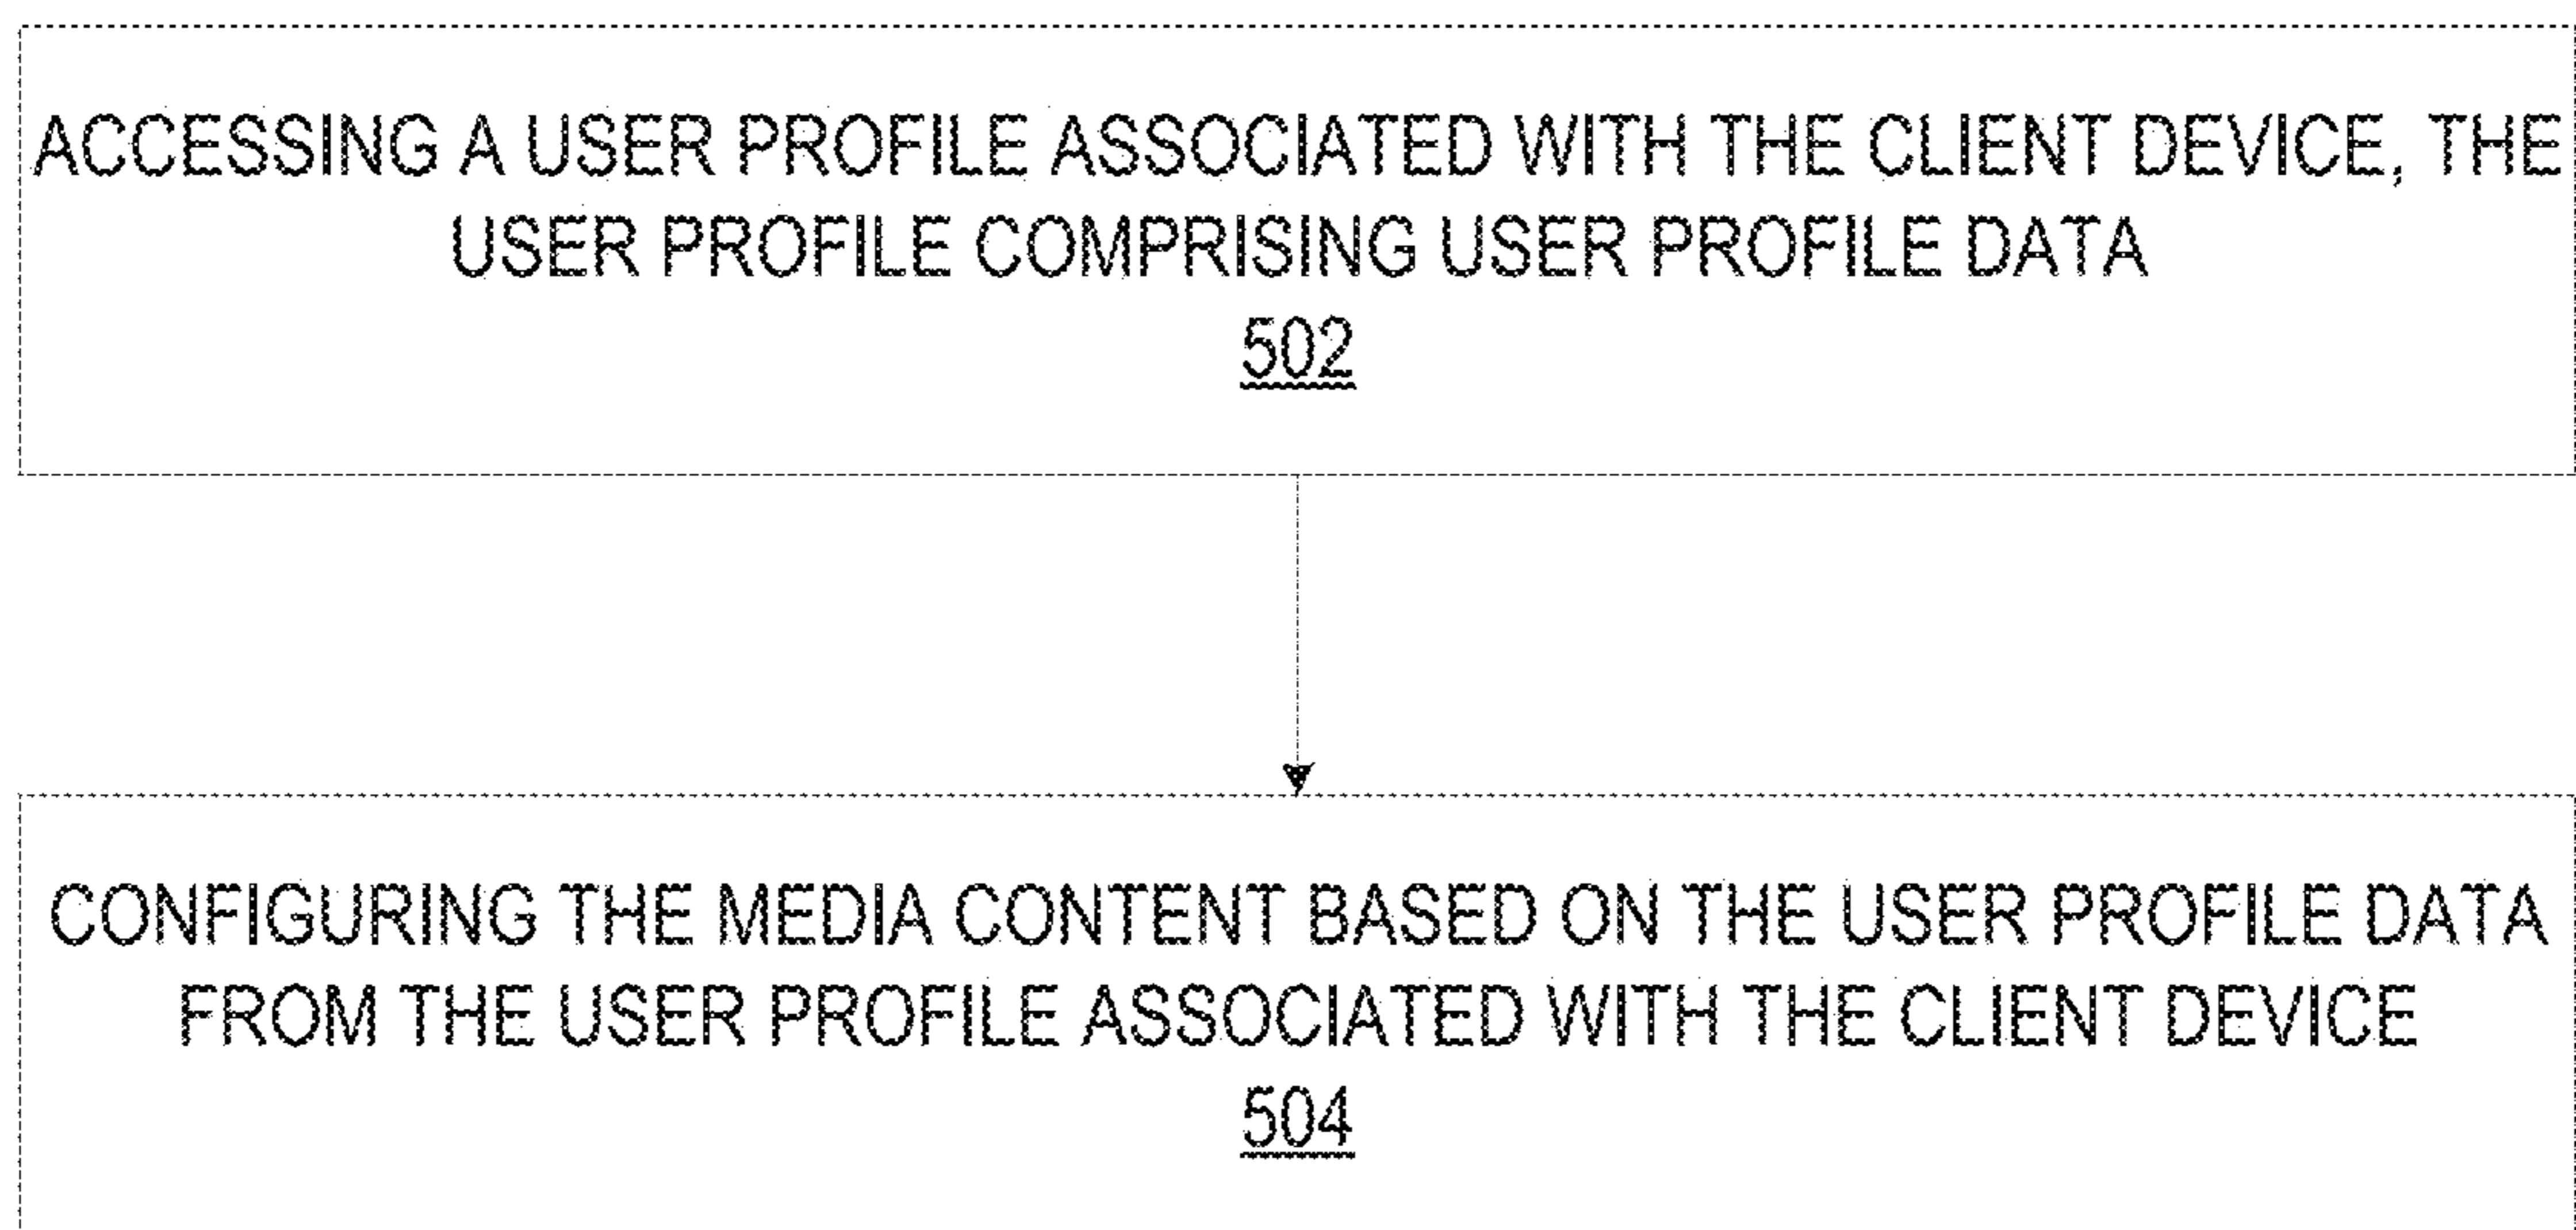 ACCESSING A USER PROFILE ASSOCIATED WITH THE CLIENT DEVICE, THE
USER PROFILE COMPRISING USER PROFILE DATA
502
CONFIGURING THE MEDIA CONTENT BASED ON THE USER PROFILE DATA
FROM THE USER PROFILE ASSOCIATED WITH THE CLIENT DEVICE
504